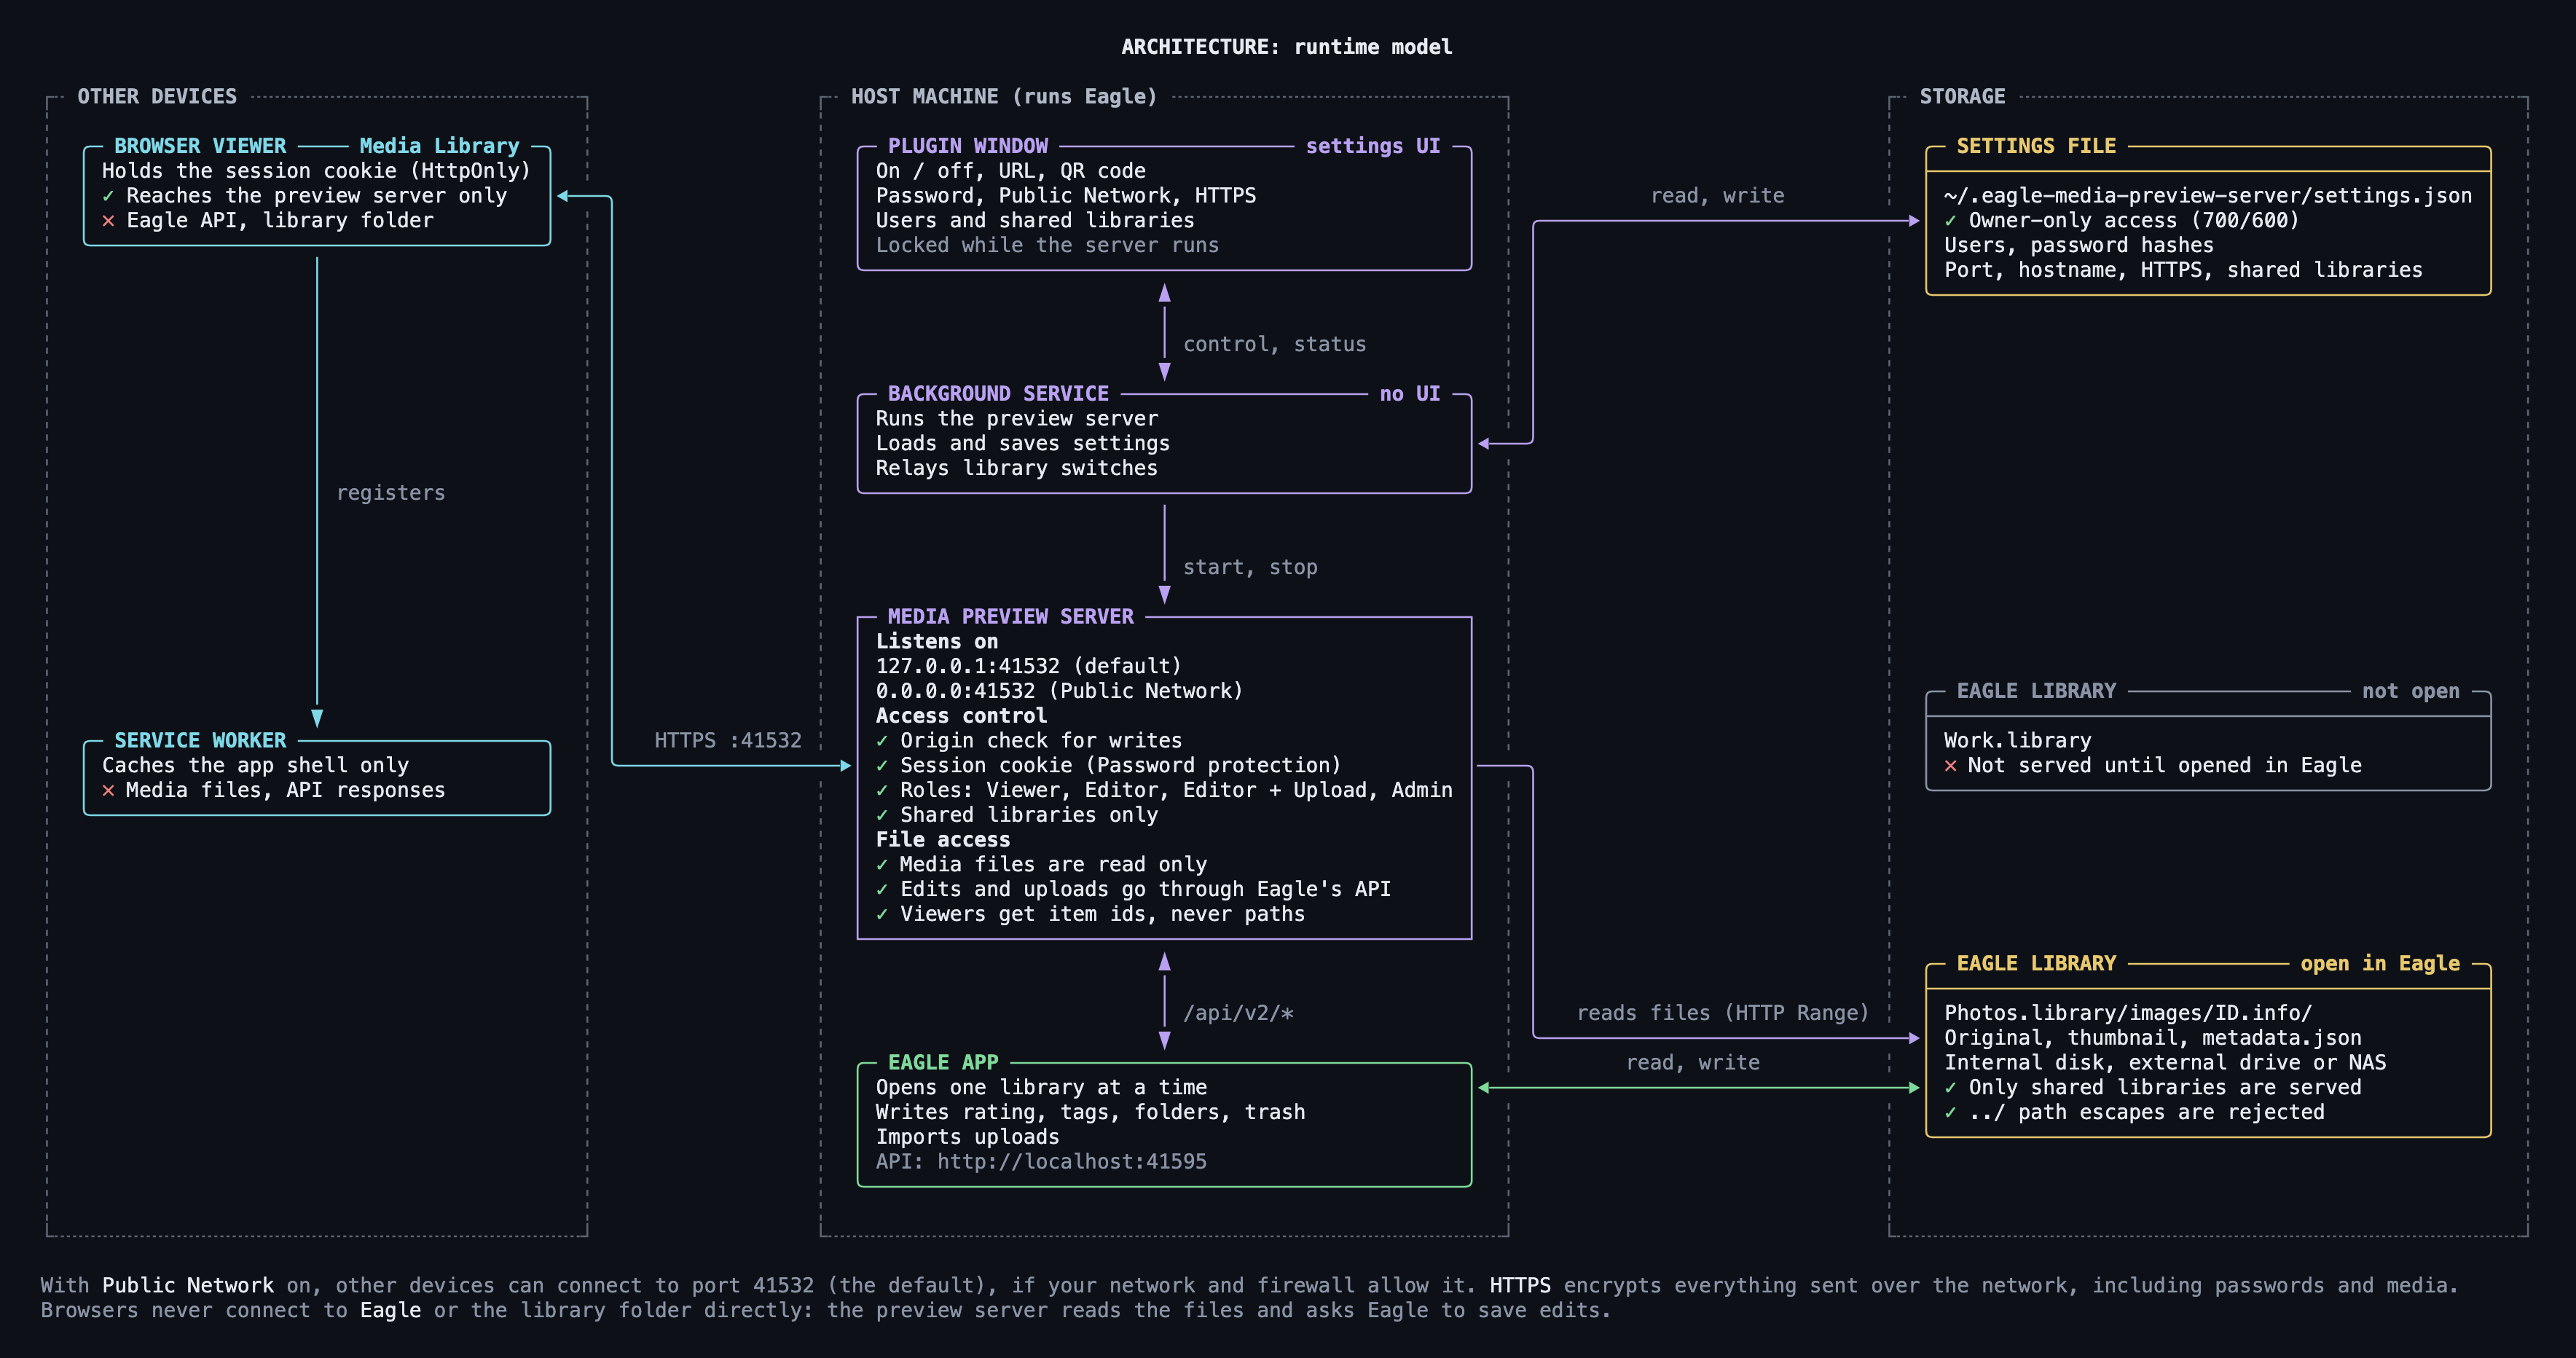 ARCHITECTURE: runtime model
OTHER DEVICES
BROWSER VIEWER Media Library
Holds the session cookie (HttpOnly)
✓ Reaches the preview server only
✕ Eagle API, library folder
registers
SERVICE WORKER
Caches the app shell only
✕ Media files, API responses
HTTPS :41532
HOST MACHINE (runs Eagle)
PLUGIN WINDOW settings UI
On / off, URL, QR code
Password, Public Network, HTTPS
Users and shared libraries
Locked while the server runs
control, status
BACKGROUND SERVICE no UI
Runs the preview server
Loads and saves settings
Relays library switches
start, stop
MEDIA PREVIEW SERVER
Listens on
127.0.0.1:41532 (default)
0.0.0.0:41532 (Public Network)
Access control
✓ Origin check for writes
✓ Session cookie (Password protection)
✓ Roles: Viewer, Editor, Editor + Upload, Admin
✓ Shared libraries only
File access
✓ Media files are read only
✓ Edits and uploads go through Eagle's API
✓ Viewers get item ids, never paths
/api/v2/*
EAGLE APP
Opens one library at a time
Writes rating, tags, folders, trash
Imports uploads
API: http://localhost:41595
read, write
reads files (HTTP Range)
read, write
STORAGE
SETTINGS FILE
~/.eagle-media-preview-server/settings.json
✓ Owner-only access (700/600)
Users, password hashes
Port, hostname, HTTPS, shared libraries
EAGLE LIBRARY not open
Work.library
✕ Not served until opened in Eagle
EAGLE LIBRARY open in Eagle
Photos.library/images/ID.info/
Original, thumbnail, metadata.json
Internal disk, external drive or NAS
✓ Only shared libraries are served
✓ ../ path escapes are rejected
With Public Network on, other devices can connect to port 41532 (the default), if your network and firewall allow it. HTTPS encrypts everything sent over the network, including passwords and media.
Browsers never connect to Eagle or the library folder directly: the preview server reads the files and asks Eagle to save edits.